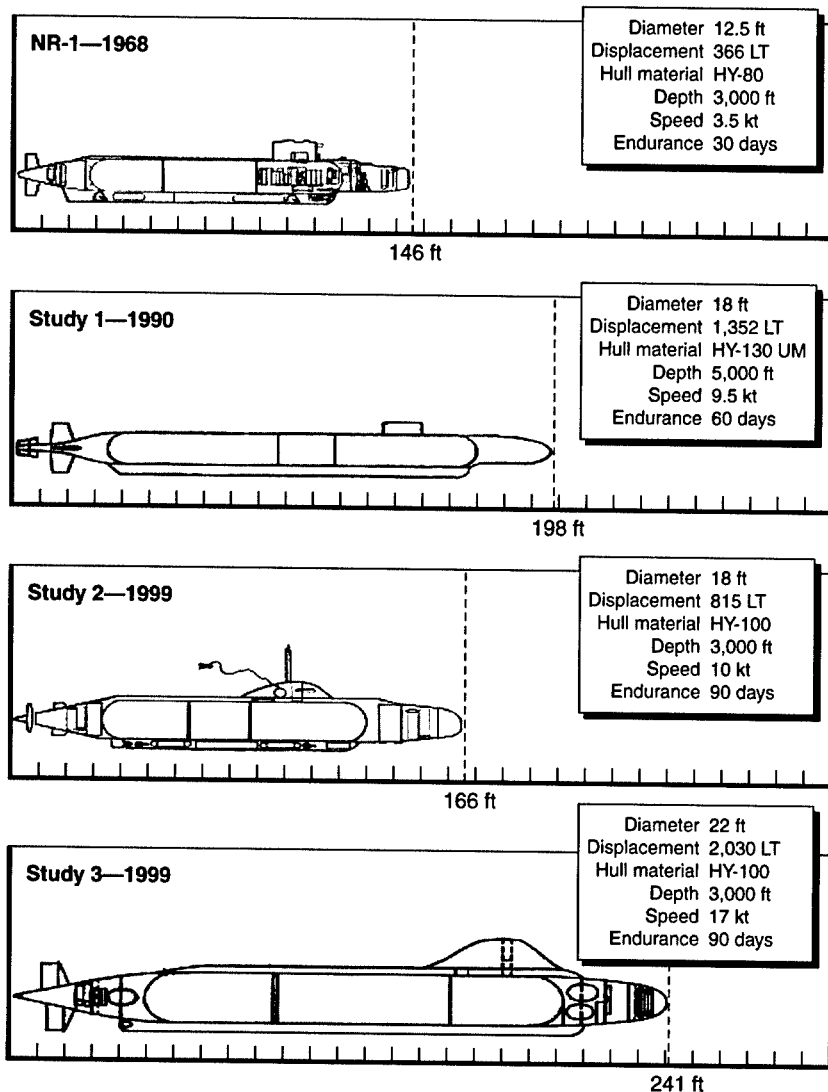 NR-1—1968
Diameter 12.5 ft
Displacement 366 LT
Hull material HY-80
Depth 3,000 ft
Speed 3.5 kt
Endurance 30 days
146 ft
Study 1—1990
Diameter 18 ft
Displacement 1,352 LT
Hull material HY-130 UM
Depth 5,000 ft
Speed 9.5 kt
Endurance 60 days
198 ft
Study 2—1999
Diameter 18 ft
Displacement 815 LT
Hull material HY-100
Depth 3,000 ft
Speed 10 kt
Endurance 90 days
166 ft
Study 3—1999
Diameter 22 ft
Displacement 2,030 LT
Hull material HY-100
Depth 3,000 ft
Speed 17 kt
Endurance 90 days
241 ft